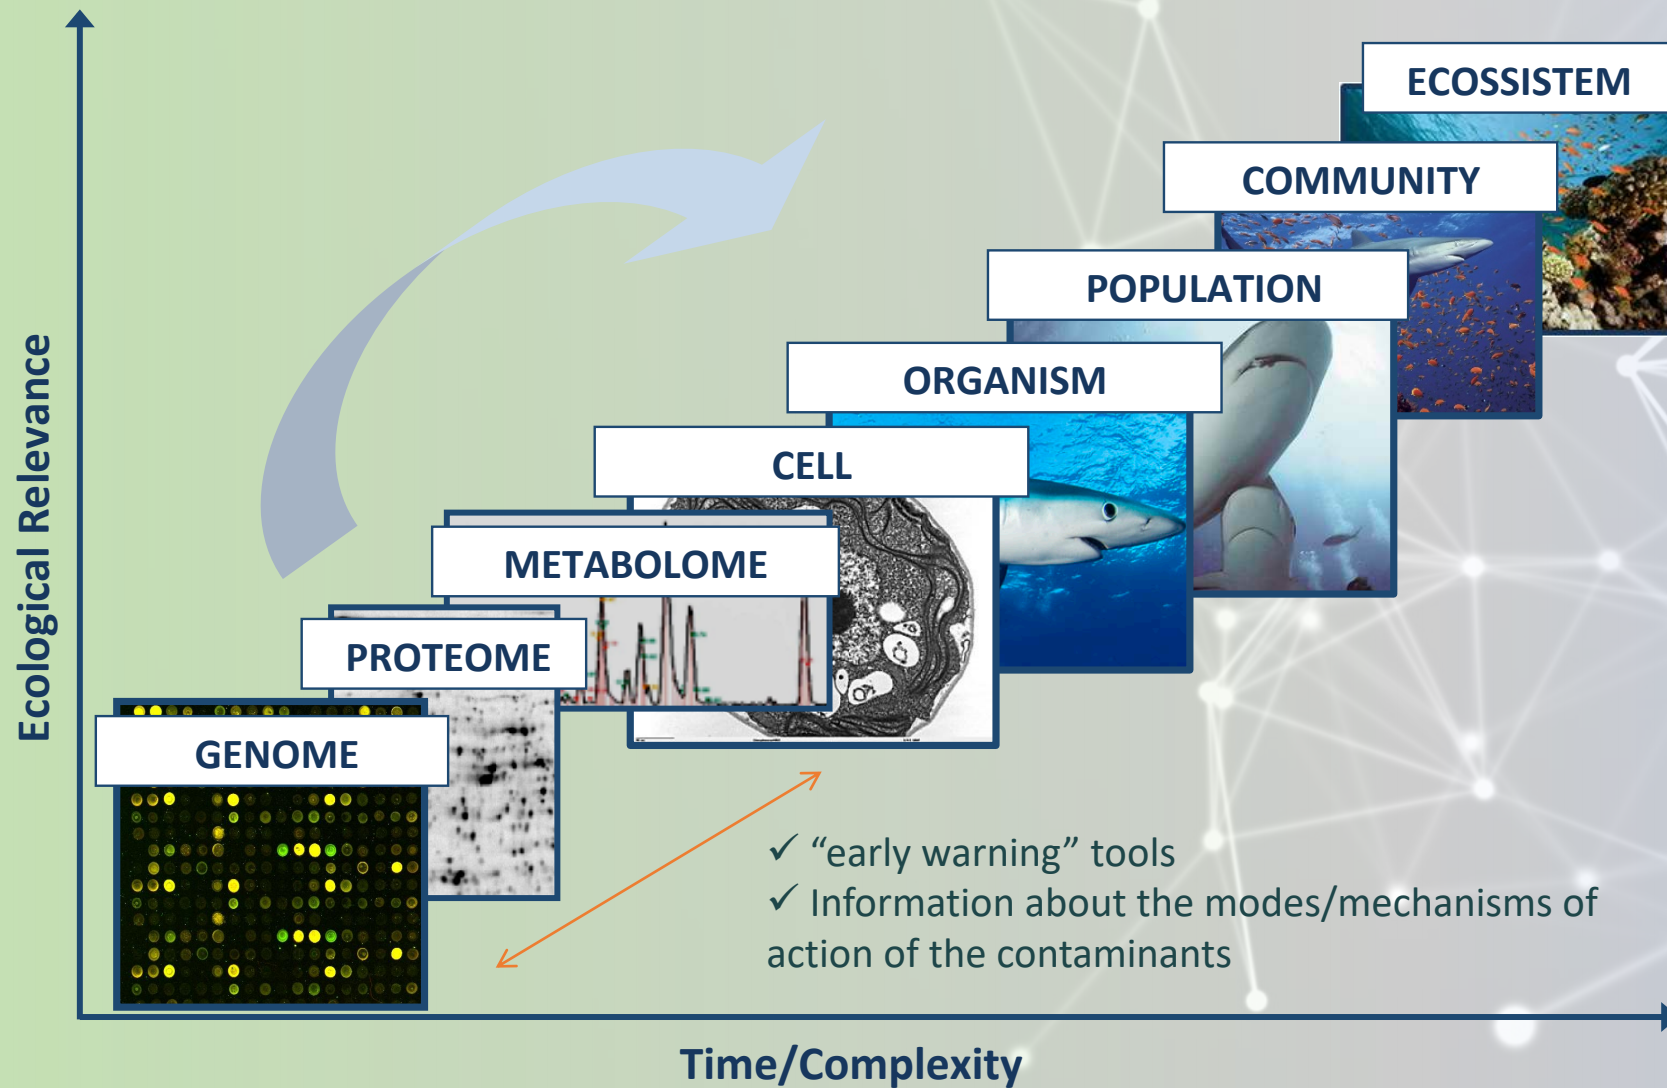 ECOSSISTEM
COMMUNITY
POPULATION
ORGANISM
CELL
METABOLOME
PROTEOME
GENOME
Ecological Relevance
✓ “early warning” tools
✓ Information about the modes/mechanisms of
action of the contaminants
Time/Complexity